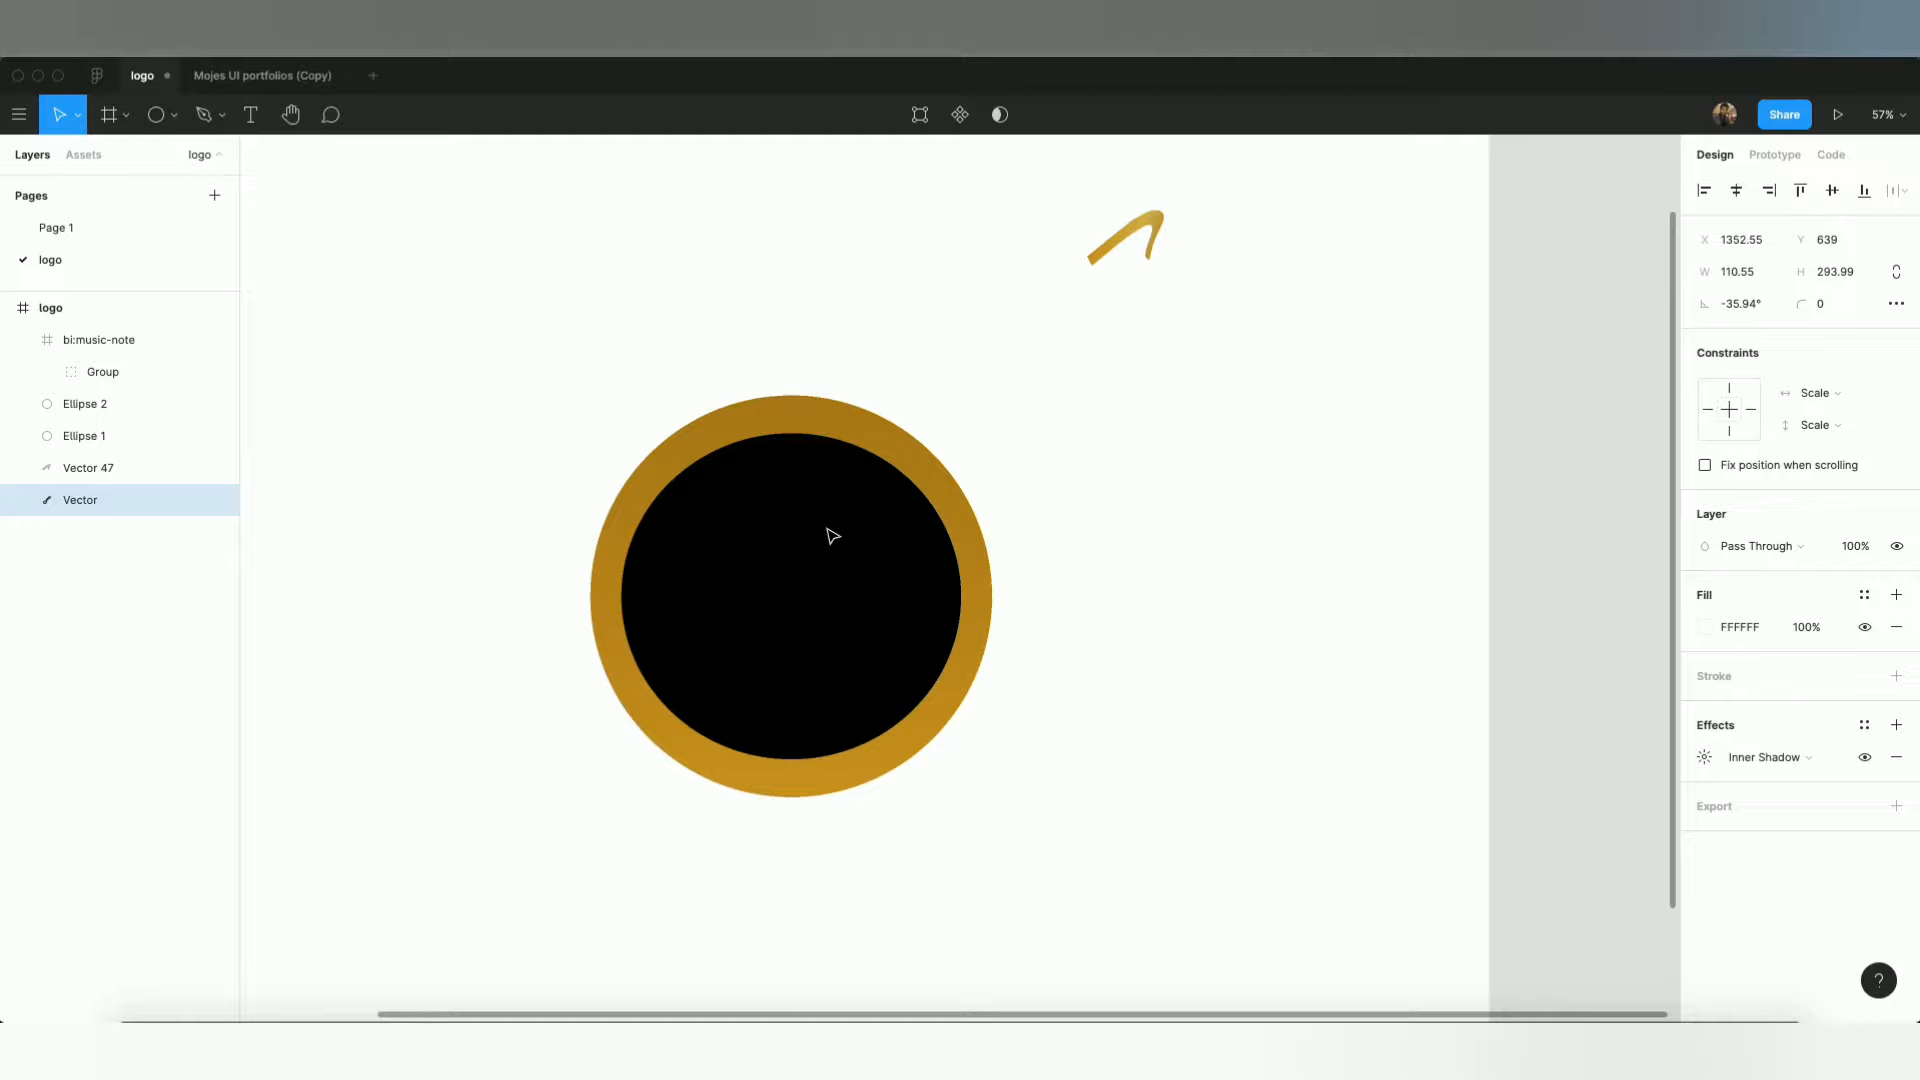 logo
Mojes UI portfolios (Copy)
Share
57%
Layers Assets logo
Pages
Page 1
logo
logo
bi:music-note
Group
Ellipse 2
Ellipse 1
Vector 47
Vector
Design Prototype Code
X 1352.55 Y 639
W 110.55 H 293.99
-35.94° 0
Constraints
Scale
Scale
Fix position when scrolling
Layer
Pass Through 100%
Fill
FFFFFF 100%
Stroke
Effects
Inner Shadow
Export
?